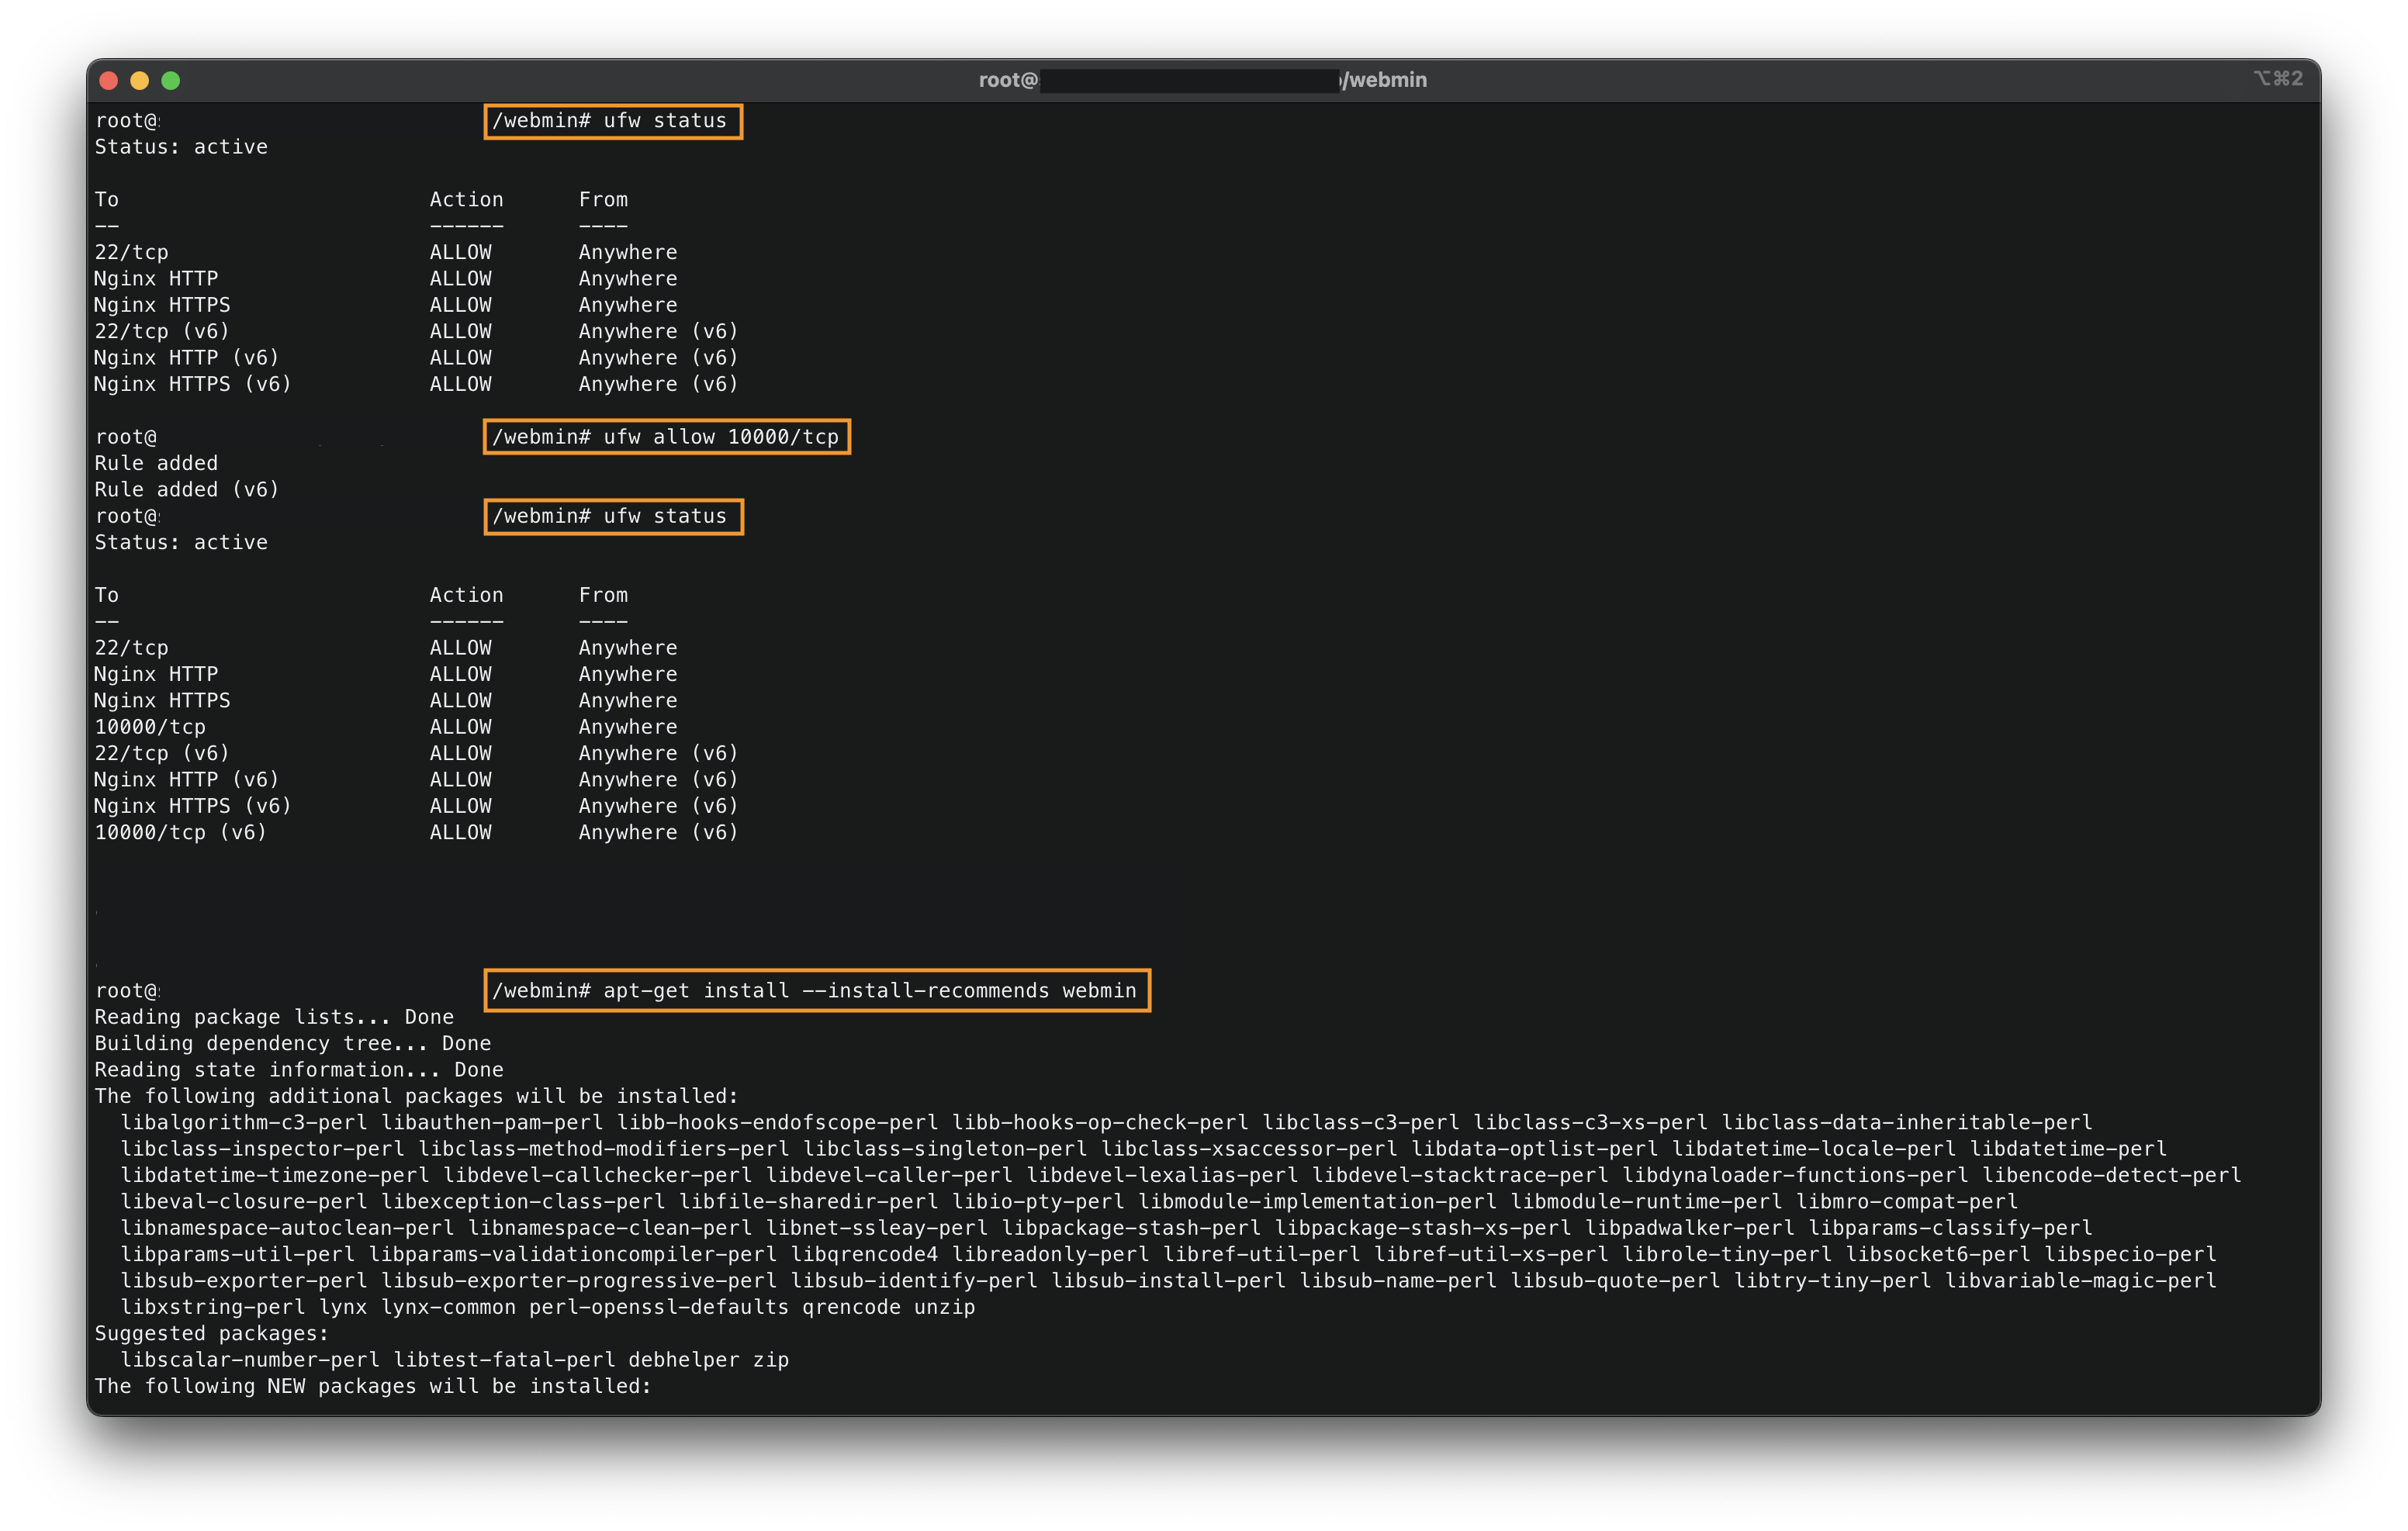 root@ /webmin
⌥⌘2
root@ /webmin# ufw status
Status: active
To Action From
-- ------ ----
22/tcp ALLOW Anywhere
Nginx HTTP ALLOW Anywhere
Nginx HTTPS ALLOW Anywhere
22/tcp (v6) ALLOW Anywhere (v6)
Nginx HTTP (v6) ALLOW Anywhere (v6)
Nginx HTTPS (v6) ALLOW Anywhere (v6)
root@ /webmin# ufw allow 10000/tcp
Rule added
Rule added (v6)
root@ /webmin# ufw status
Status: active
To Action From
-- ------ ----
22/tcp ALLOW Anywhere
Nginx HTTP ALLOW Anywhere
Nginx HTTPS ALLOW Anywhere
10000/tcp ALLOW Anywhere
22/tcp (v6) ALLOW Anywhere (v6)
Nginx HTTP (v6) ALLOW Anywhere (v6)
Nginx HTTPS (v6) ALLOW Anywhere (v6)
10000/tcp (v6) ALLOW Anywhere (v6)
root@ /webmin# apt-get install --install-recommends webmin
Reading package lists... Done
Building dependency tree... Done
Reading state information... Done
The following additional packages will be installed:
libalgorithm-c3-perl libauthen-pam-perl libb-hooks-endofscope-perl libb-hooks-op-check-perl libclass-c3-perl libclass-c3-xs-perl libclass-data-inheritable-perl
libclass-inspector-perl libclass-method-modifiers-perl libclass-singleton-perl libclass-xsaccessor-perl libdata-optlist-perl libdatetime-locale-perl libdatetime-perl
libdatetime-timezone-perl libdevel-callchecker-perl libdevel-caller-perl libdevel-lexalias-perl libdevel-stacktrace-perl libdynaloader-functions-perl libencode-detect-perl
libeval-closure-perl libexception-class-perl libfile-sharedir-perl libio-pty-perl libmodule-implementation-perl libmodule-runtime-perl libmro-compat-perl
libnamespace-autoclean-perl libnamespace-clean-perl libnet-ssleay-perl libpackage-stash-perl libpackage-stash-xs-perl libpadwalker-perl libparams-classify-perl
libparams-util-perl libparams-validationcompiler-perl libqrencode4 libreadonly-perl libref-util-perl libref-util-xs-perl librole-tiny-perl libsocket6-perl libspecio-perl
libsub-exporter-perl libsub-exporter-progressive-perl libsub-identify-perl libsub-install-perl libsub-name-perl libsub-quote-perl libtry-tiny-perl libvariable-magic-perl
libxstring-perl lynx lynx-common perl-openssl-defaults qrencode unzip
Suggested packages:
libscalar-number-perl libtest-fatal-perl debhelper zip
The following NEW packages will be installed: